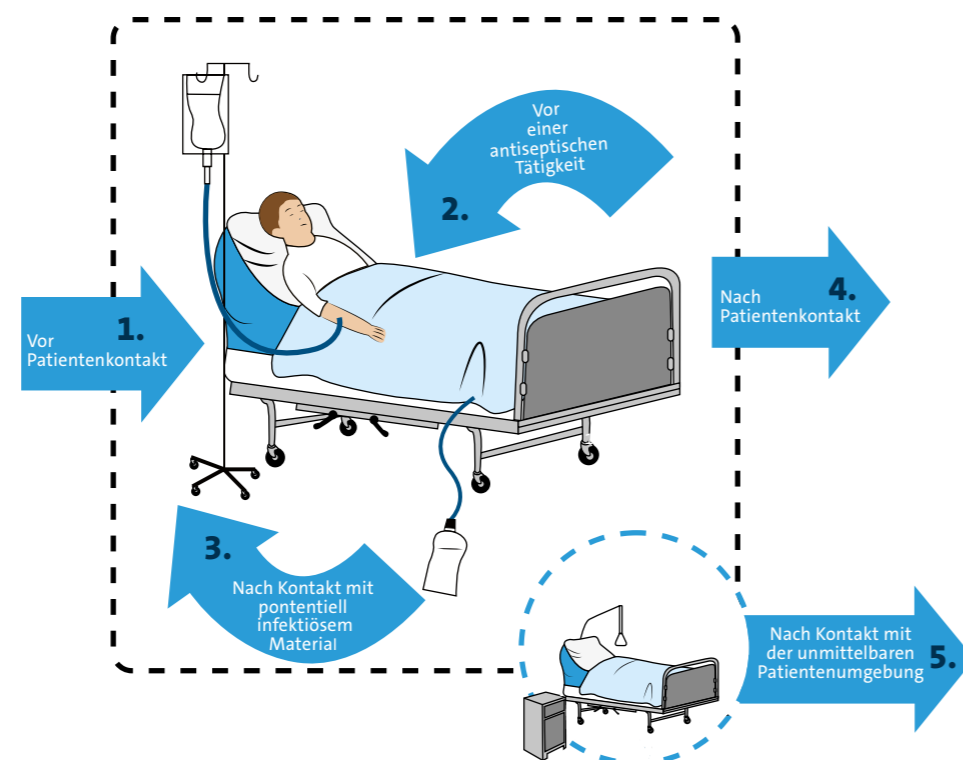 Vor
einer
antiseptischen
Tätigkeit
2.
1.
Vor
Patientenkontakt
4.
Nach
Patientenkontakt
3.
Nach Kontakt mit
pontentiell
infektiösem
Material
Nach Kontakt mit
der unmittelbaren
Patientenumgebung
5.